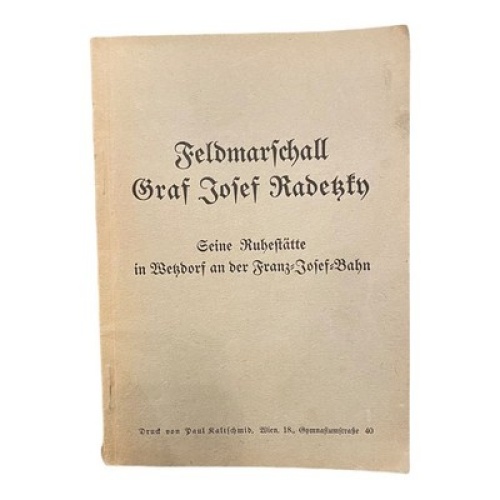 Feldmarschall
Graf Josef Radetzky
Seine Ruhestätte
in Wetzdorf an der Franz-Josef-Bahn
Druck von Paul Kaltschmid, Wien, 18., Gymnasiumstraße 40